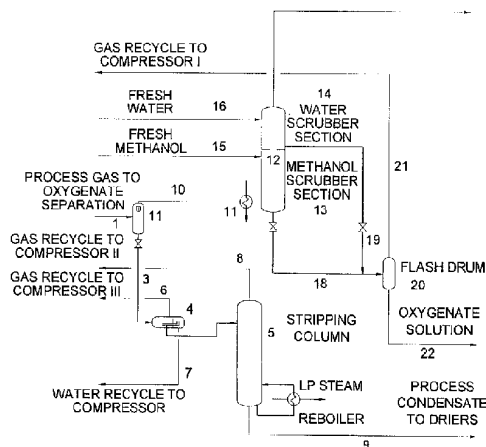 GAS RECYCLE TO
COMPRESSOR I
14
FRESH
WATER
16
WATER
SCRUBBER
SECTION
FRESH
METHANOL
15
12
21
METHANOL
SCRUBBER
SECTION
13
PROCESS GAS TO
OXYGENATE
SEPARATION
10
11
11
1
19
GAS RECYCLE TO
COMPRESSOR II
3
8
18
FLASH DRUM
20
GAS RECYCLE TO
COMPRESSOR III
6
4
5
STRIPPING
COLUMN
OXYGENATE
SOLUTION
22
7
WATER RECYCLE TO
COMPRESSOR
LP STEAM
REBOILER
PROCESS
CONDENSATE
TO DRIERS
9